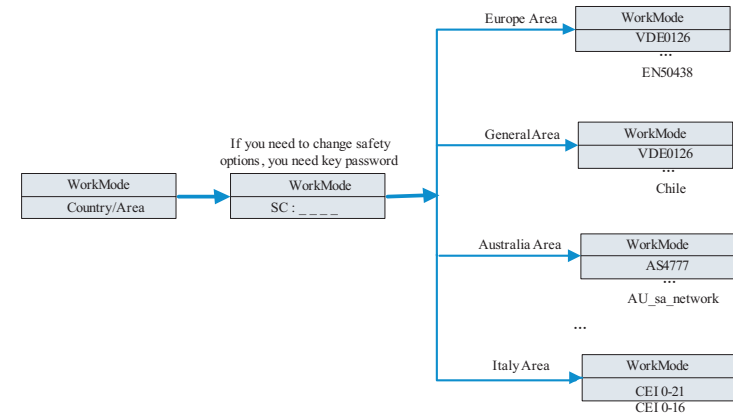 Europe Area
WorkMode
VDE0126
...
EN50438
If you need to change safety
options, you need key password
General Area
WorkMode
VDE0126
...
Chile
WorkMode
Country/Area
WorkMode
SC : _ _ _ _
Australia Area
WorkMode
AS4777
...
AU_sa_network
...
Italy Area
WorkMode
CEI 0-21
CEI 0-16